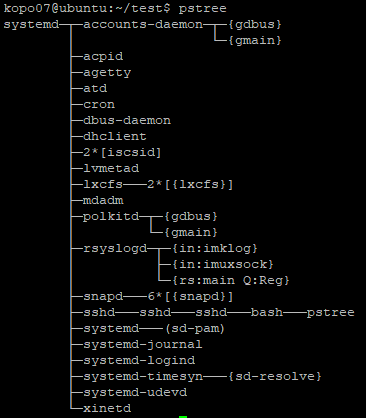 kopo07@ubuntu:~/test$ pstree
systemd─┬─accounts-daemon─┬─{gdbus}
        │                 └─{gmain}
        ├─acpid
        ├─agetty
        ├─atd
        ├─cron
        ├─dbus-daemon
        ├─dhclient
        ├─2*[iscsid]
        ├─lvmetad
        ├─lxcfs───2*[{lxcfs}]
        ├─mdadm
        ├─polkitd─┬─{gdbus}
        │         └─{gmain}
        ├─rsyslogd─┬─{in:imklog}
        │          ├─{in:imuxsock}
        │          └─{rs:main Q:Reg}
        ├─snapd───6*[{snapd}]
        ├─sshd───sshd───sshd───bash───pstree
        ├─systemd───(sd-pam)
        ├─systemd-journal
        ├─systemd-logind
        ├─systemd-timesyn───{sd-resolve}
        ├─systemd-udevd
        └─xinetd